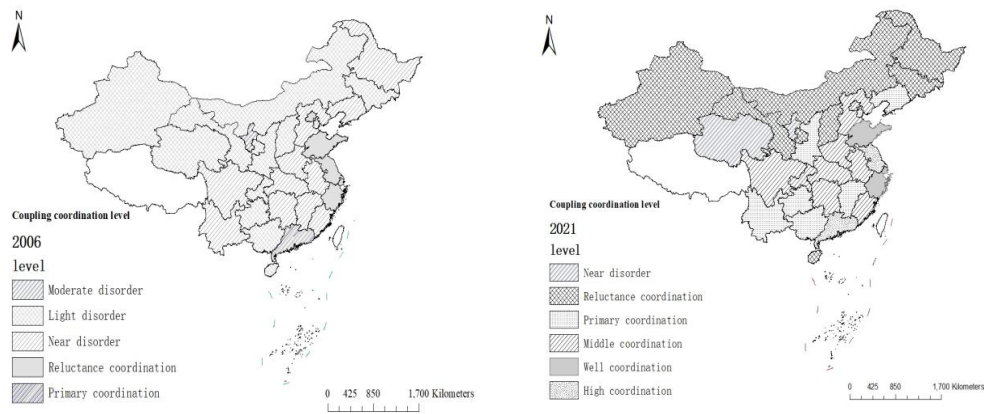 N
Coupling coordination level
2006
level
Moderate disorder
Light disorder
Near disorder
Reluctance coordination
Primary coordination
0 425 850 1,700 Kilometers
N
Coupling coordination level
2021
level
Near disorder
Reluctance coordination
Primary coordination
Middle coordination
Well coordination
High coordination
0 425 850 1,700 Kilometers